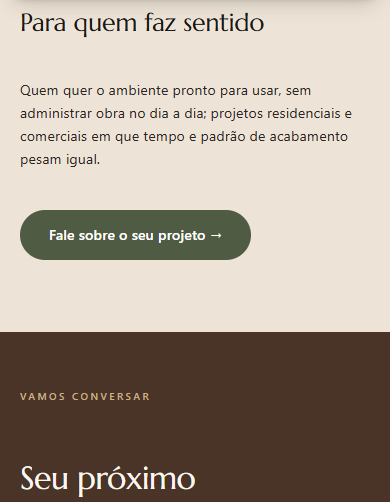 Para quem faz sentido
Quem quer o ambiente pronto para usar, sem
administrar obra no dia a dia; projetos residenciais e
comerciais em que tempo e padrão de acabamento
pesam igual.
Fale sobre o seu projeto →
VAMOS CONVERSAR
Seu próximo